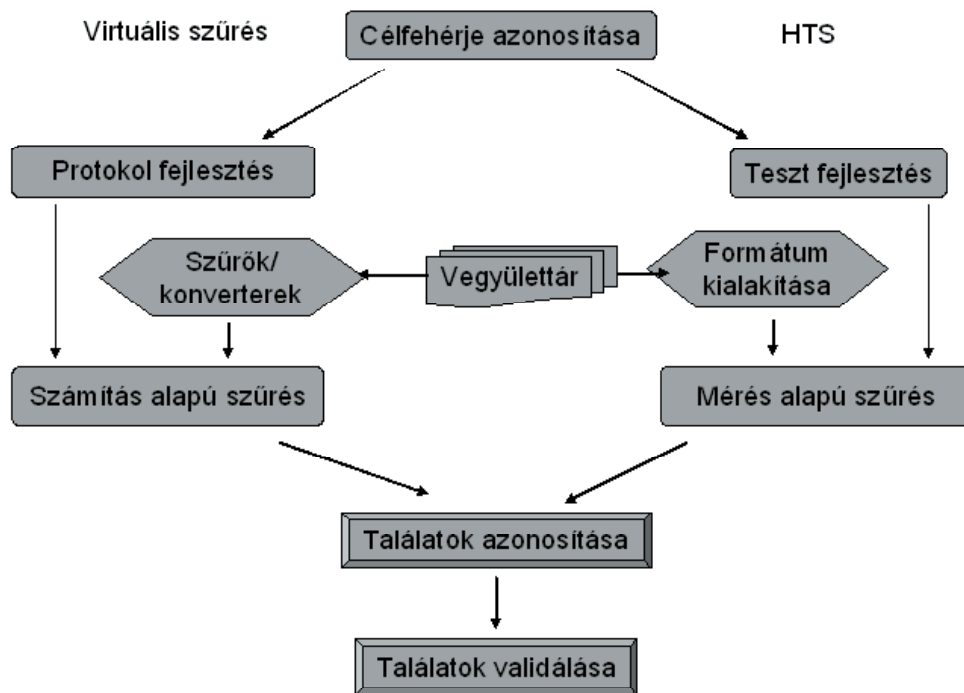 Virtuális szűrés
Célfehérje azonosítása
HTS
Protokol fejlesztés
Teszt fejlesztés
Szűrők/
konverterek
Vegyülettár
Formátum
kialakítása
Számítás alapú szűrés
Mérés alapú szűrés
Találatok azonosítása
Találatok validálása